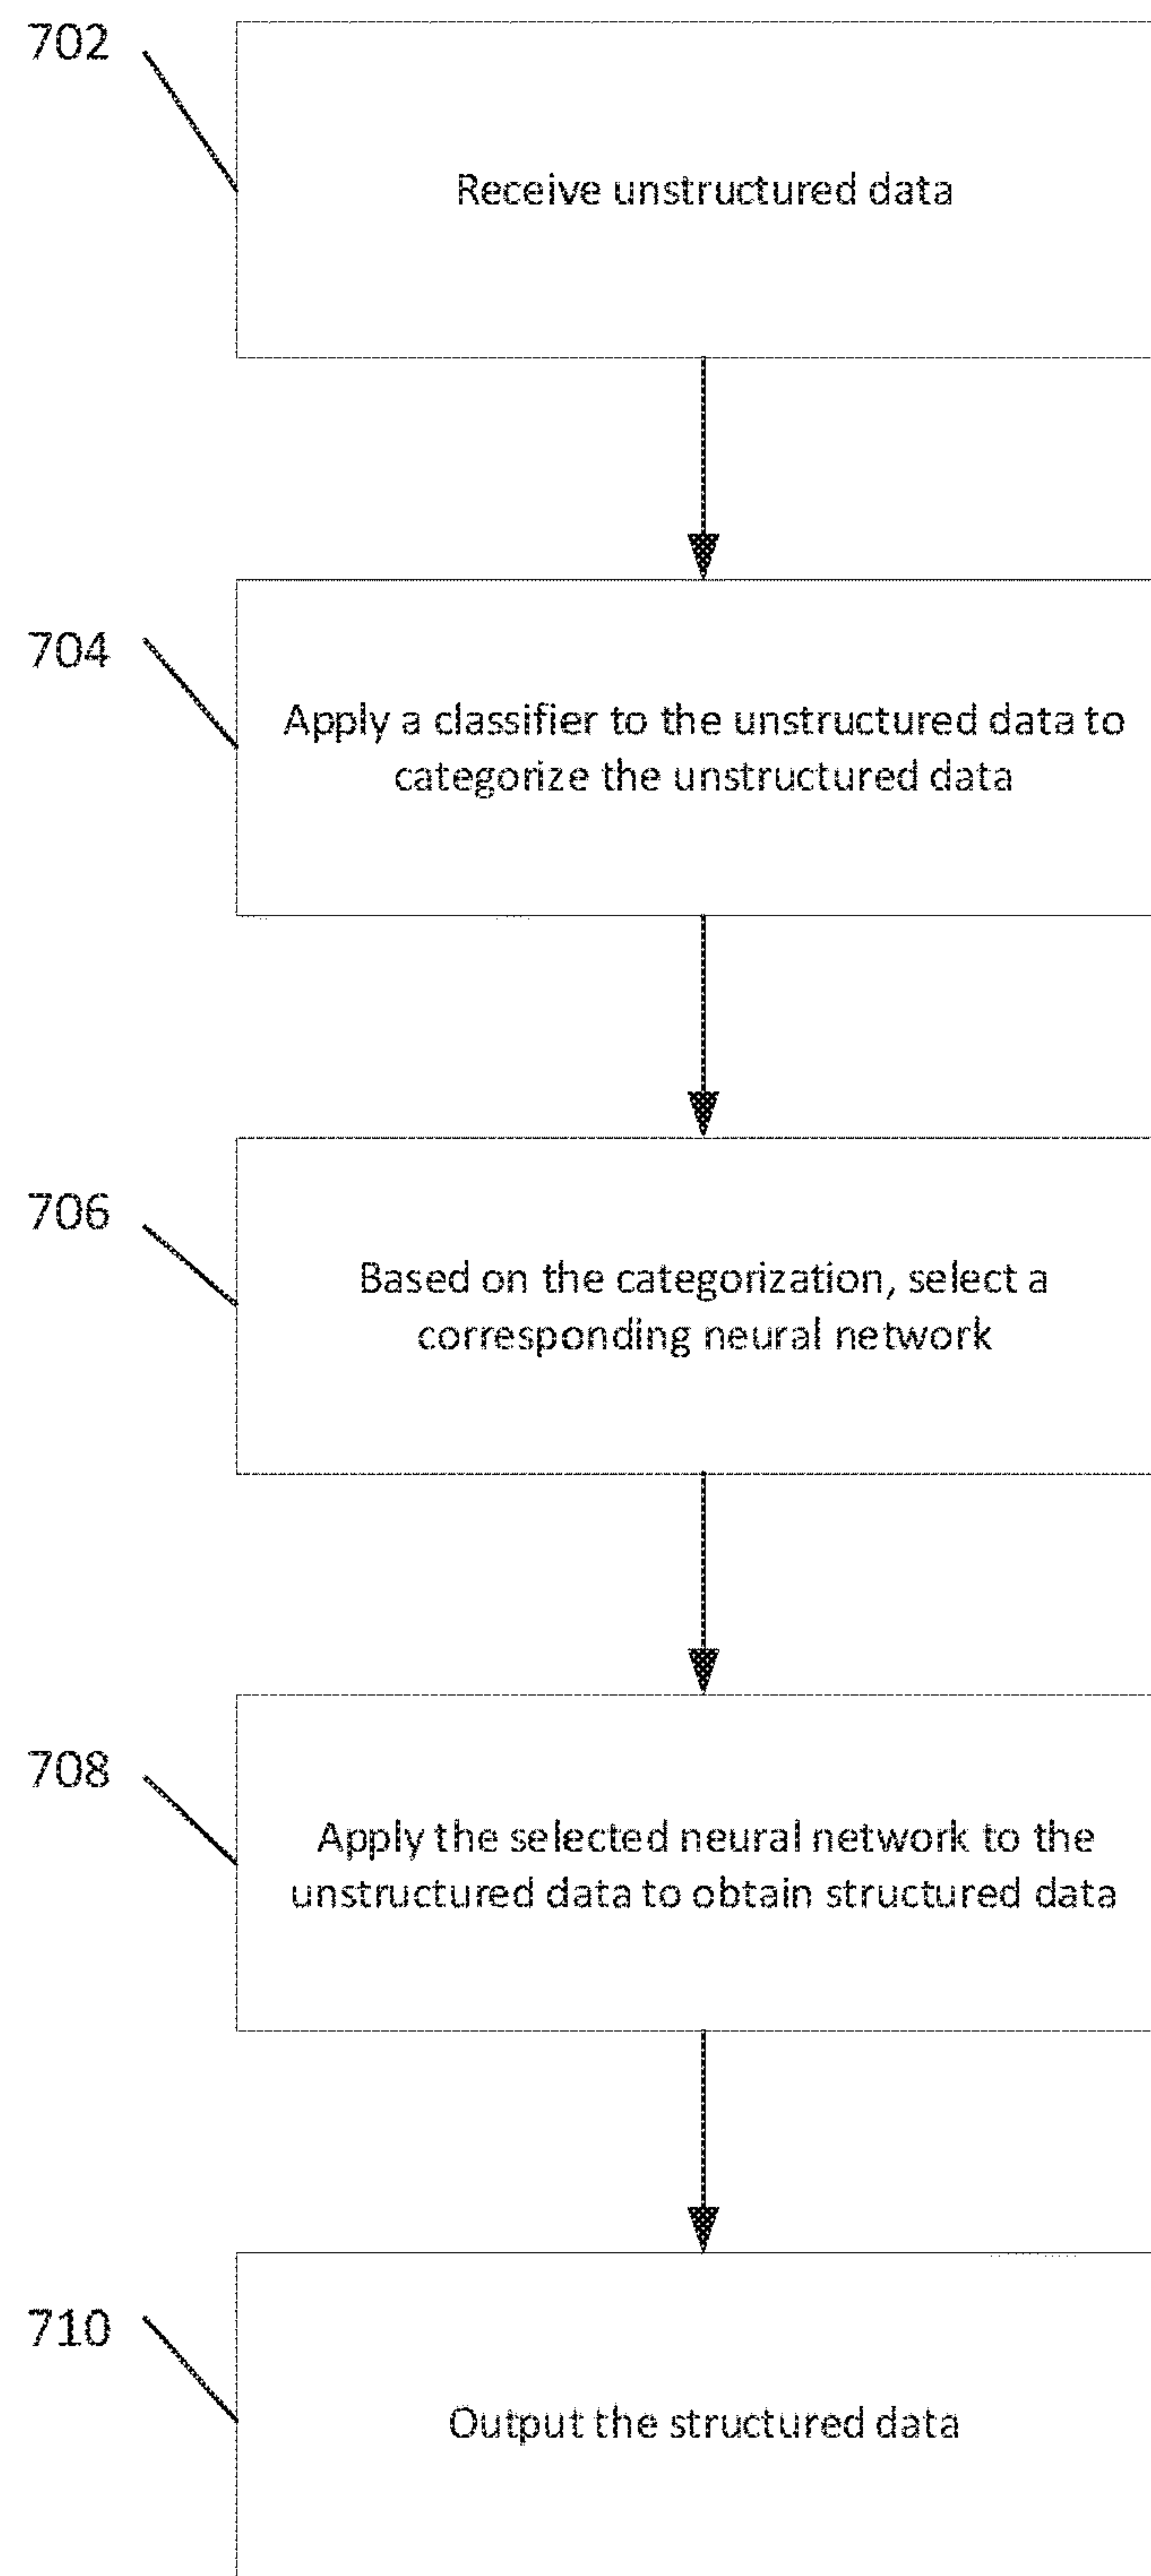 702
Receive unstructured data
704
Apply a classifier to the unstructured data to
categorize the unstructured data
706
Based on the categorization, select a
corresponding neural network
708
Apply the selected neural network to the
unstructured data to obtain structured data
710
Output the structured data